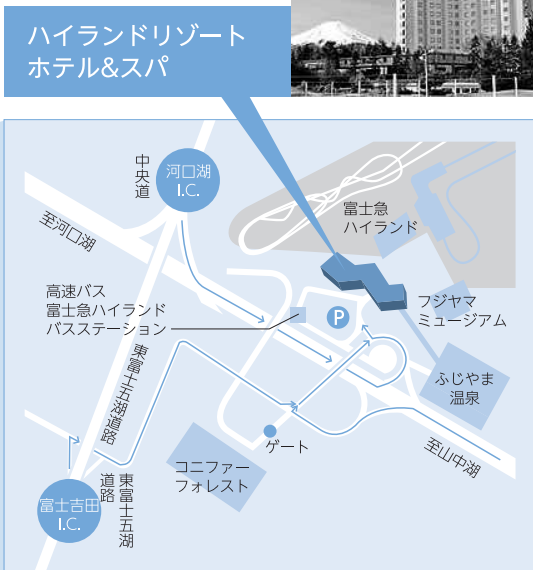 ハイランドリゾート
ホテル&スパ
中央道
河口湖
I.C.
至河口湖
富士急
ハイランド
高速バス
富士急ハイランド
バスステーション
P
フジヤマ
ミュージアム
ふじやま
温泉
東富士五湖道路
ゲート
至山中湖
コニファー
フォレスト
富士吉田
I.C.
東富士五湖
道路